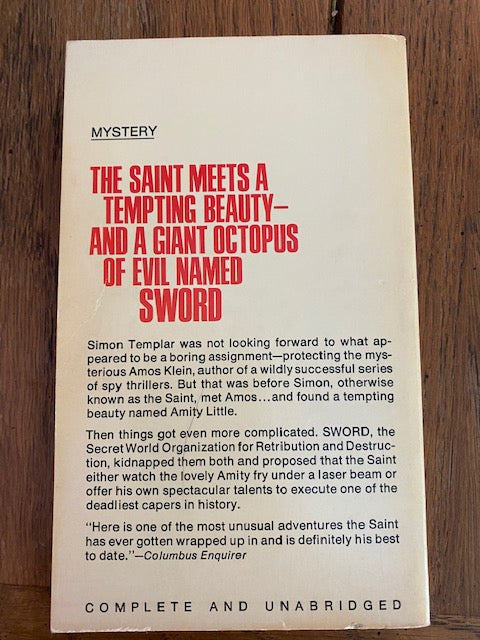 MYSTERY
THE SAINT MEETS A
TEMPTING BEAUTY—
AND A GIANT OCTOPUS
OF EVIL NAMED
SWORD
Simon Templar was not looking forward to what ap-
peared to be a boring assignment—protecting the mys-
terious Amos Klein, author of a wildly successful series
of spy thrillers. But that was before Simon, otherwise
known as the Saint, met Amos...and found a tempting
beauty named Amity Little.
Then things got even more complicated. SWORD, the
Secret World Organization for Retribution and Destruc-
tion, kidnapped them both and proposed that the Saint
either watch the lovely Amity fry under a laser beam or
offer his own spectacular talents to execute one of the
deadliest capers in history.
"Here is one of the most unusual adventures the Saint
has ever gotten wrapped up in and is definitely his best
to date."—Columbus Enquirer
COMPLETE AND UNABRIDGED